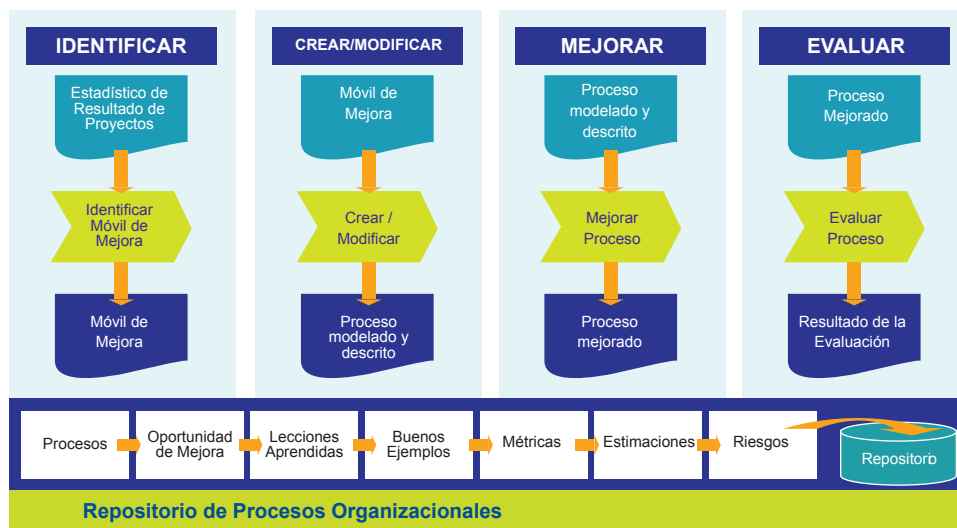 IDENTIFICAR
Estadístico de
Resultado de
Proyectos
Identificar
Móvil de
Mejora
Móvil de
Mejora
CREAR/MODIFICAR
Móvil de
Mejora
Crear /
Modificar
Proceso
modelado y
descrito
MEJORAR
Proceso
modelado y
descrito
Mejorar
Proceso
Proceso
mejorado
EVALUAR
Proceso
Mejorado
Evaluar
Proceso
Resultado de la
Evaluación
Procesos
Oportunidad
de Mejora
Lecciones
Aprendidas
Buenos
Ejemplos
Métricas
Estimaciones
Riesgos
Repositorio
Repositorio de Procesos Organizacionales